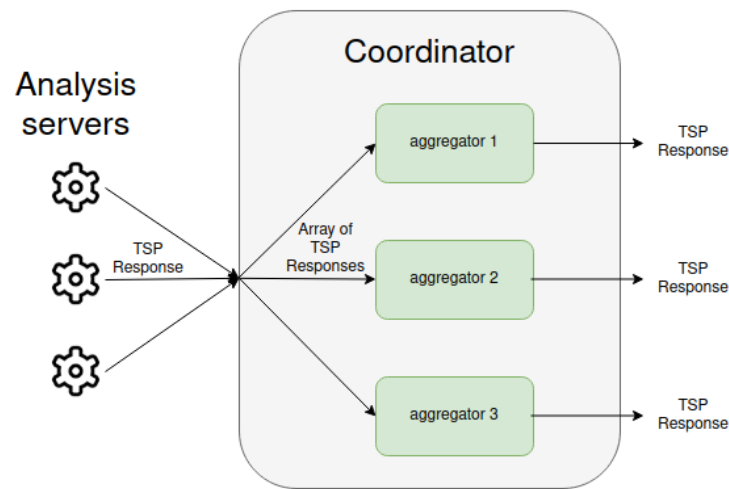 Coordinator
Analysis
servers
TSP
Response
Array of
TSP
Responses
aggregator 1
aggregator 2
aggregator 3
TSP
Response
TSP
Response
TSP
Response